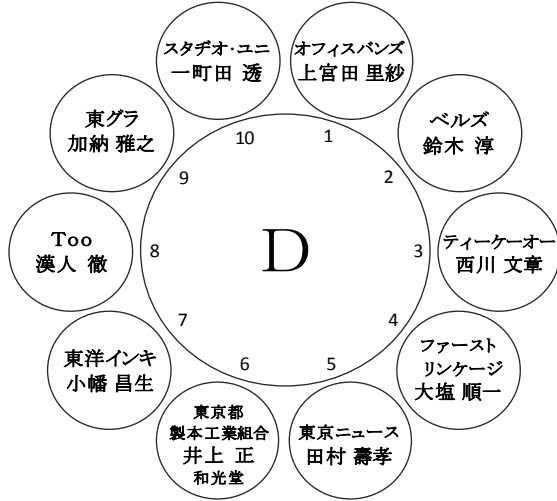 スタヂオ・ユニ
一町田 透
オフィスバンズ
上宮田 里紗
東グラ
加納 雅之
ベルズ
鈴木 淳
10
1
9
2
Too
漢人 徹
8
D
3
ティーケーオー
西川 文章
7
4
東洋インキ
小幡 昌生
6
5
ファースト
リンケージ
大塩 順一
東京都
製本工業組合
井上 正
和光堂
東京ニュース
田村 壽孝